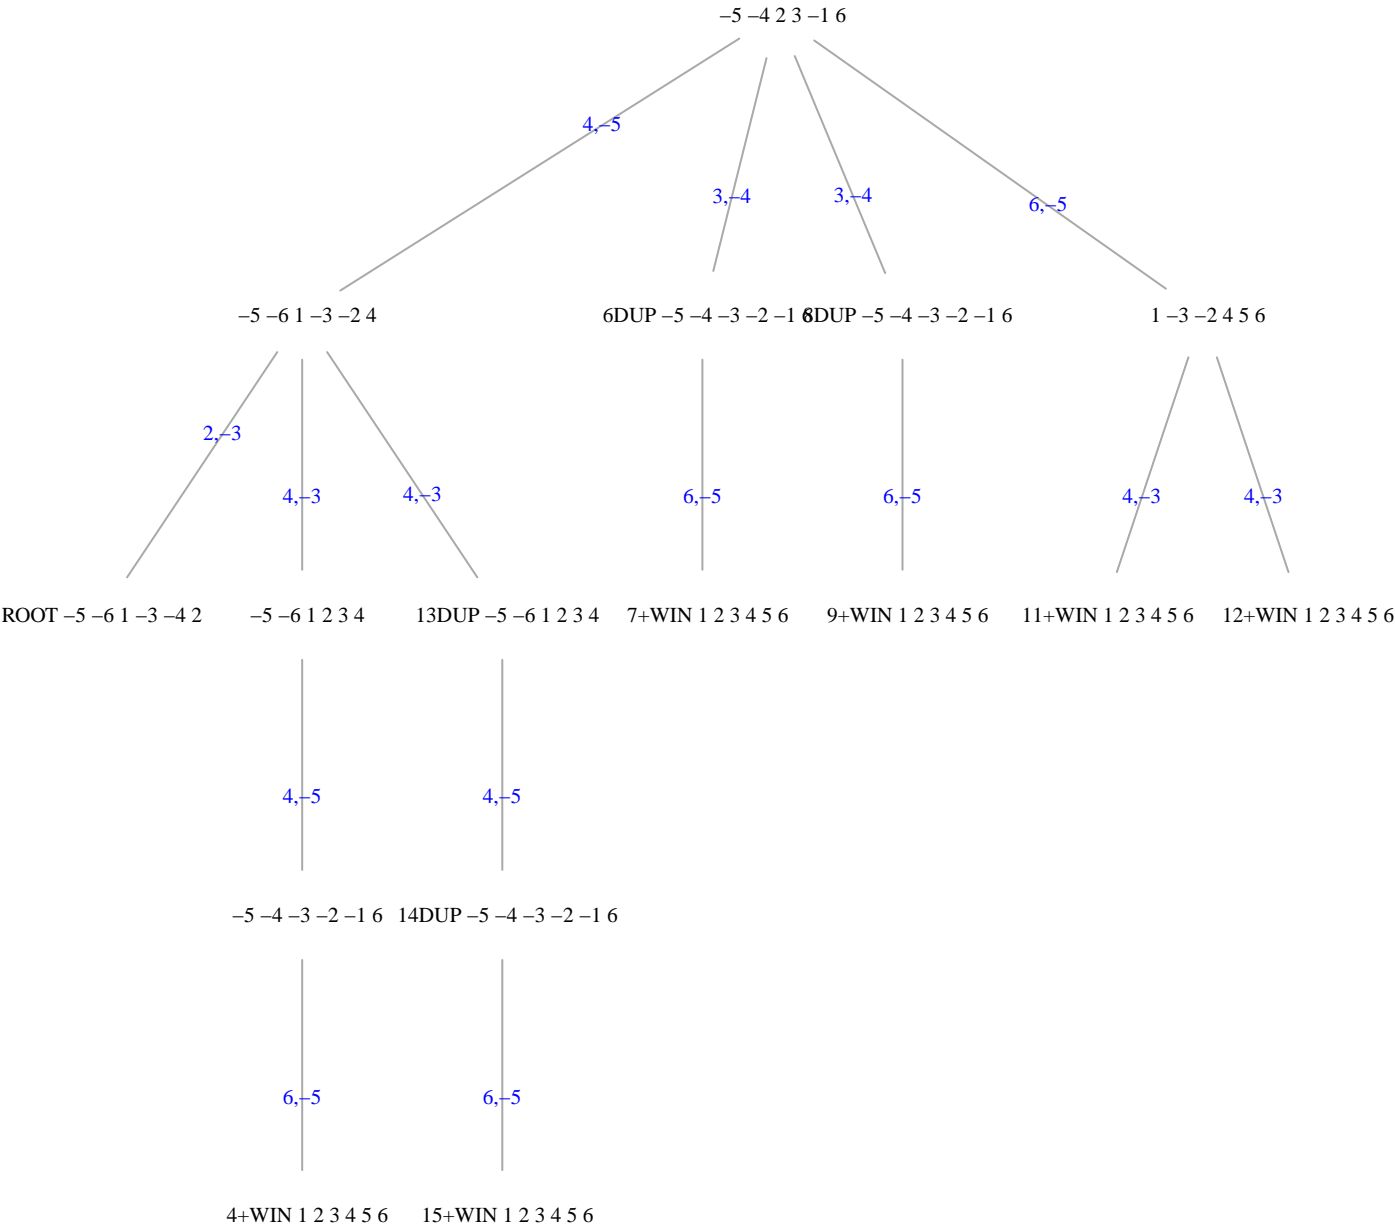 −5 −4 2 3 −1 6
4,−5
3,−4
3,−4
6,−5
−5 −6 1 −3 −2 4
6DUP −5 −4 −3 −2 −1 6
8DUP −5 −4 −3 −2 −1 6
1 −3 −2 4 5 6
2,−3
4,−3
4,−3
6,−5
6,−5
4,−3
4,−3
ROOT −5 −6 1 −3 −4 2
−5 −6 1 2 3 4
13DUP −5 −6 1 2 3 4
7+WIN 1 2 3 4 5 6
9+WIN 1 2 3 4 5 6
11+WIN 1 2 3 4 5 6
12+WIN 1 2 3 4 5 6
4,−5
4,−5
−5 −4 −3 −2 −1 6
14DUP −5 −4 −3 −2 −1 6
6,−5
6,−5
4+WIN 1 2 3 4 5 6
15+WIN 1 2 3 4 5 6